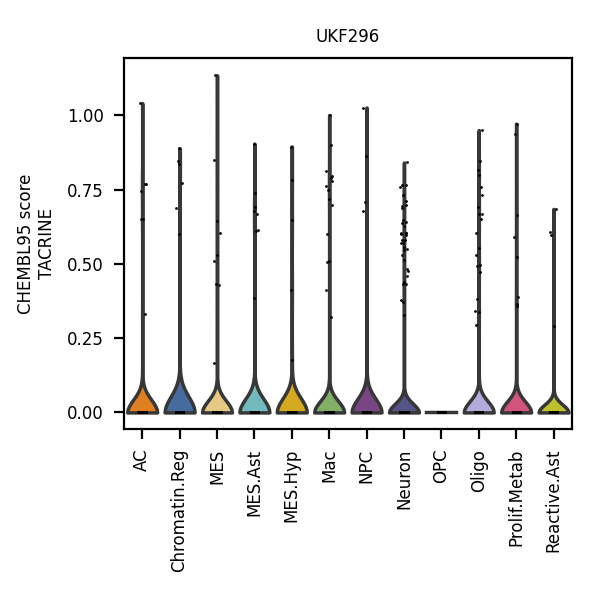 UKF296
CHEMBL95 score
TACRINE
1.00
0.75
0.50
0.25
0.00
AC
Chromatin.Reg
MES
MES.Ast
MES.Hyp
Mac
NPC
Neuron
OPC
Oligo
Prolif.Metab
Reactive.Ast